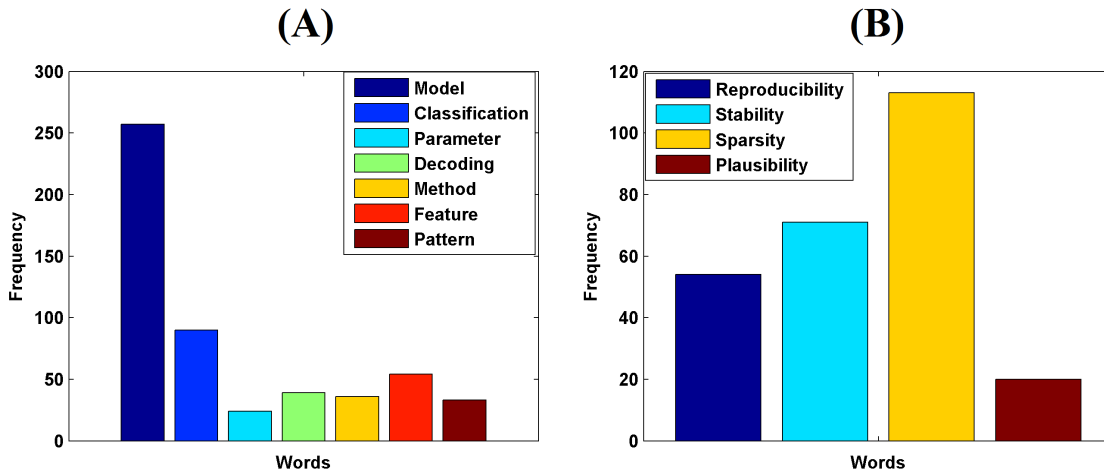 (A)
300
250
200
150
100
50
0
Frequency
Words
Model
Classification
Parameter
Decoding
Method
Feature
Pattern
(B)
120
100
80
60
40
20
0
Frequency
Words
Reproducibility
Stability
Sparsity
Plausibility